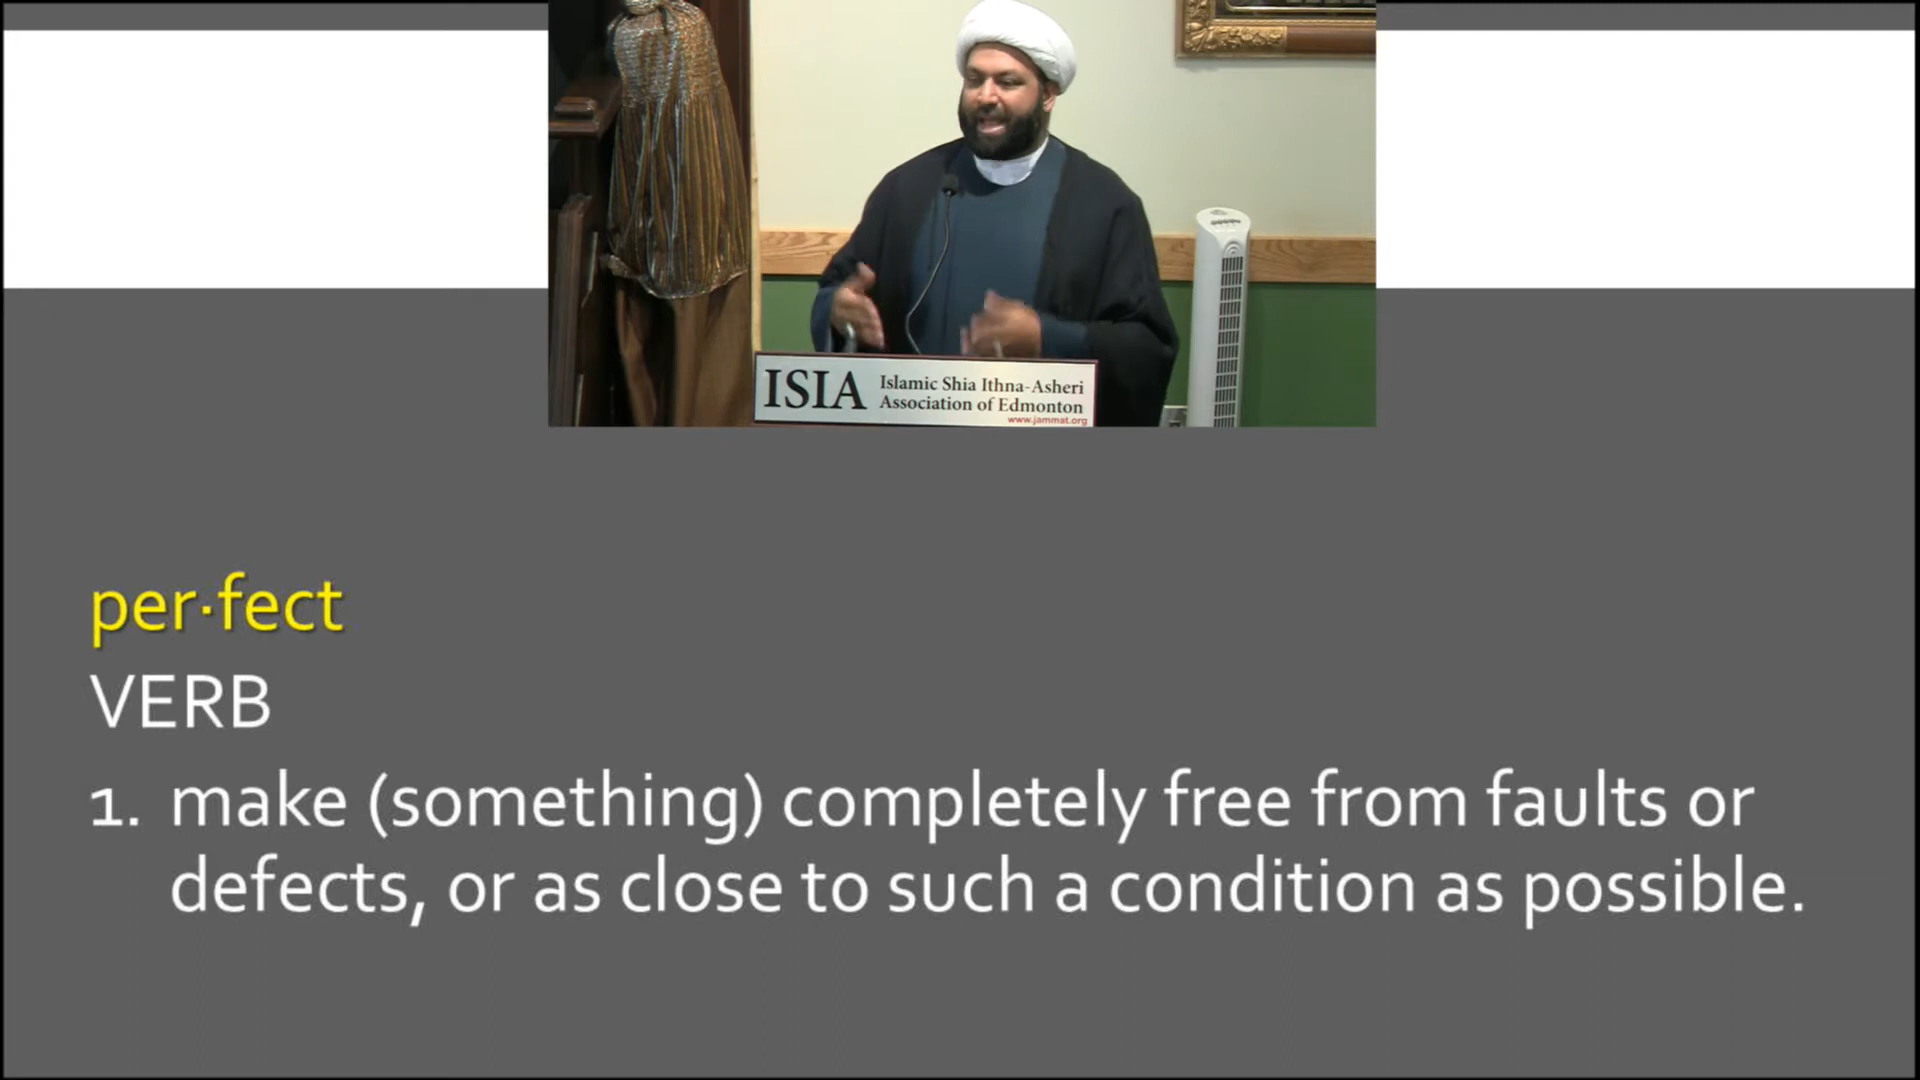 ISIA
Islamic Shia Ithna-Asheri
Association of Edmonton
www.jammat.org
per·fect
VERB
1. make (something) completely free from faults or
defects, or as close to such a condition as possible.